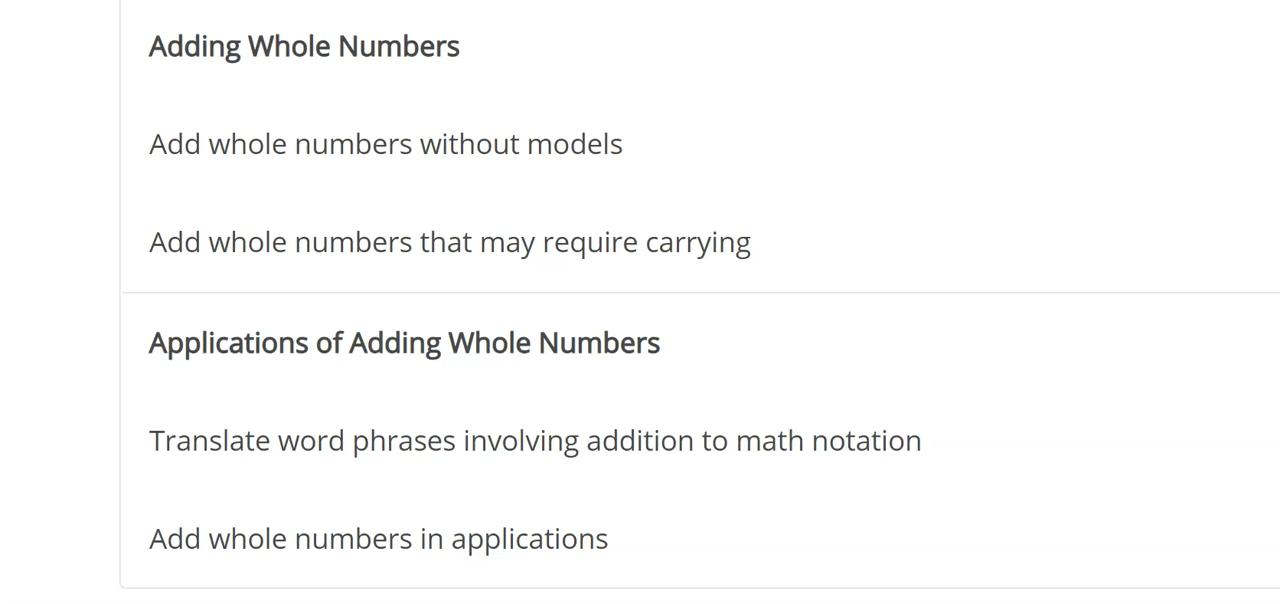 Adding Whole Numbers
Add whole numbers without models
Add whole numbers that may require carrying
Applications of Adding Whole Numbers
Translate word phrases involving addition to math notation
Add whole numbers in applications